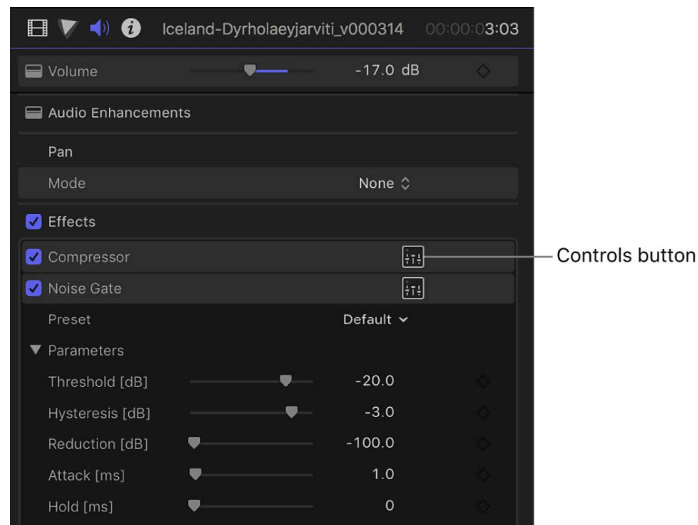 Iceland-Dyrholaeyjarviti_v000314 00:00:03:03
Volume -17.0 dB
Audio Enhancements
Pan
Mode None
Effects
Compressor
Controls button
Noise Gate
Preset Default
Parameters
Threshold [dB] -20.0
Hysteresis [dB] -3.0
Reduction [dB] -100.0
Attack [ms] 1.0
Hold [ms] 0